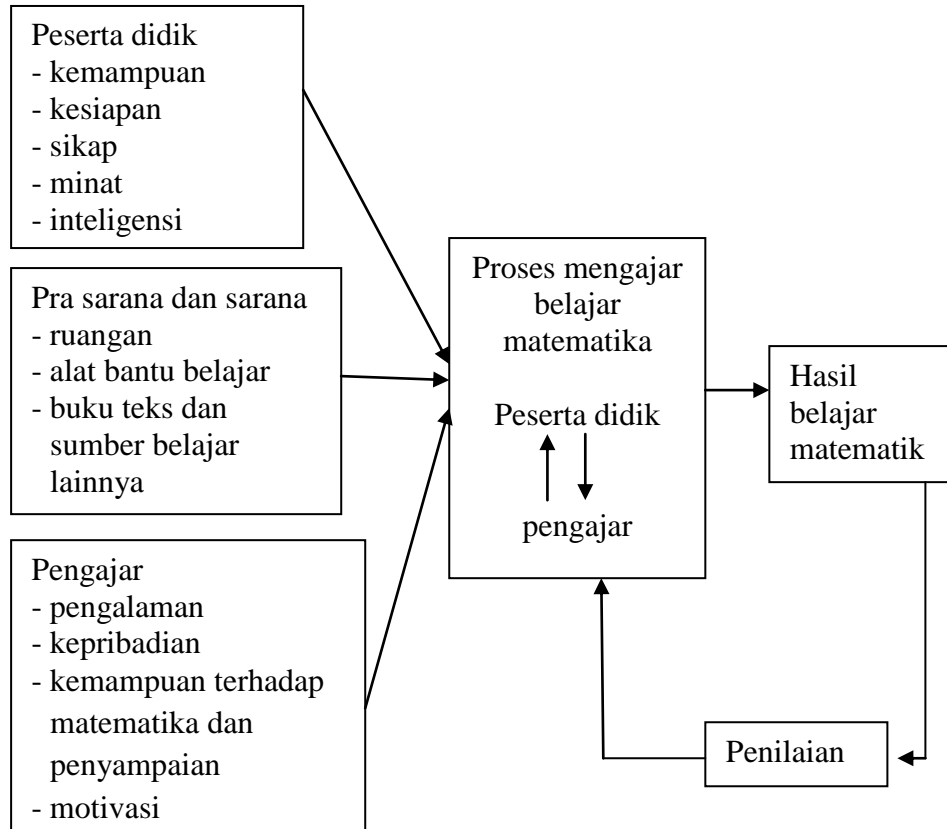 Peserta didik
- kemampuan
- kesiapan
- sikap
- minat
- inteligensi
Pra sarana dan sarana
- ruangan
- alat bantu belajar
- buku teks dan
sumber belajar
lainnya
Pengajar
- pengalaman
- kepribadian
- kemampuan terhadap
matematika dan
penyampaian
- motivasi
Proses mengajar
belajar
matematika
Peserta didik
pengajar
Hasil
belajar
matematik
Penilaian